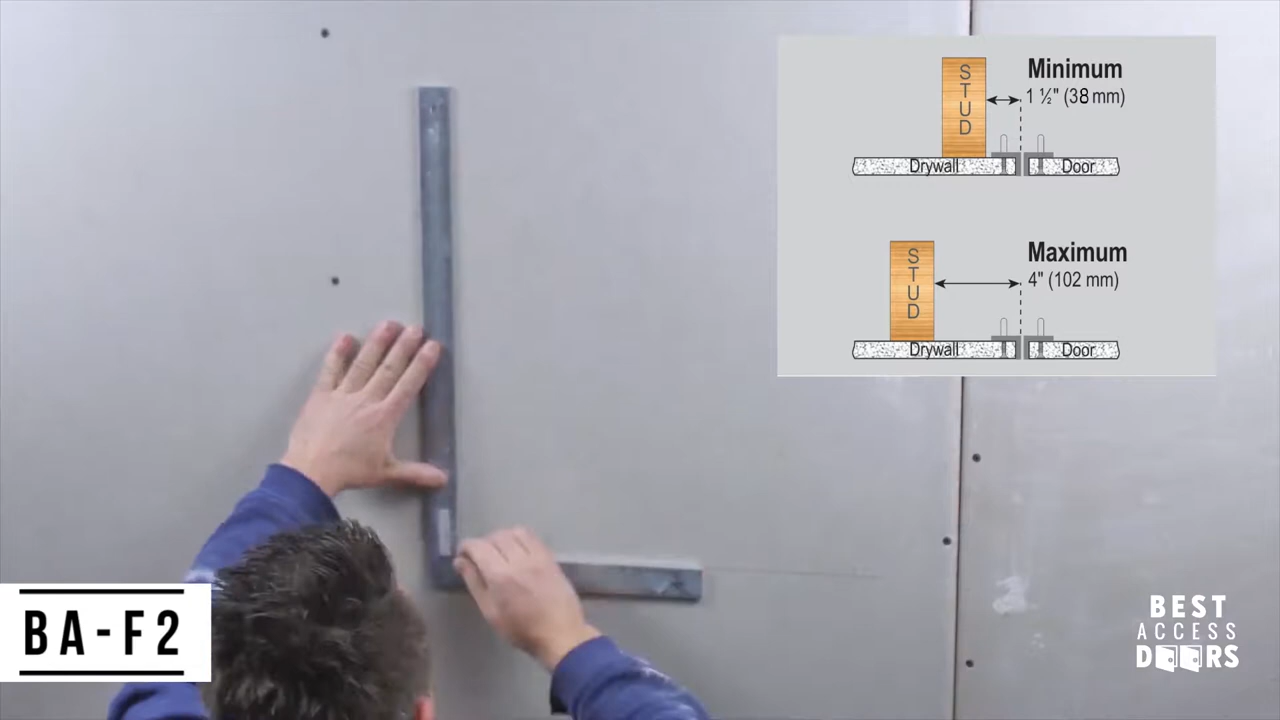 Minimum
1 ½" (38 mm)
STUD
Drywall
Door
Maximum
4" (102 mm)
STUD
Drywall
Door
BA-F2
BEST
ACCESS
DOORS